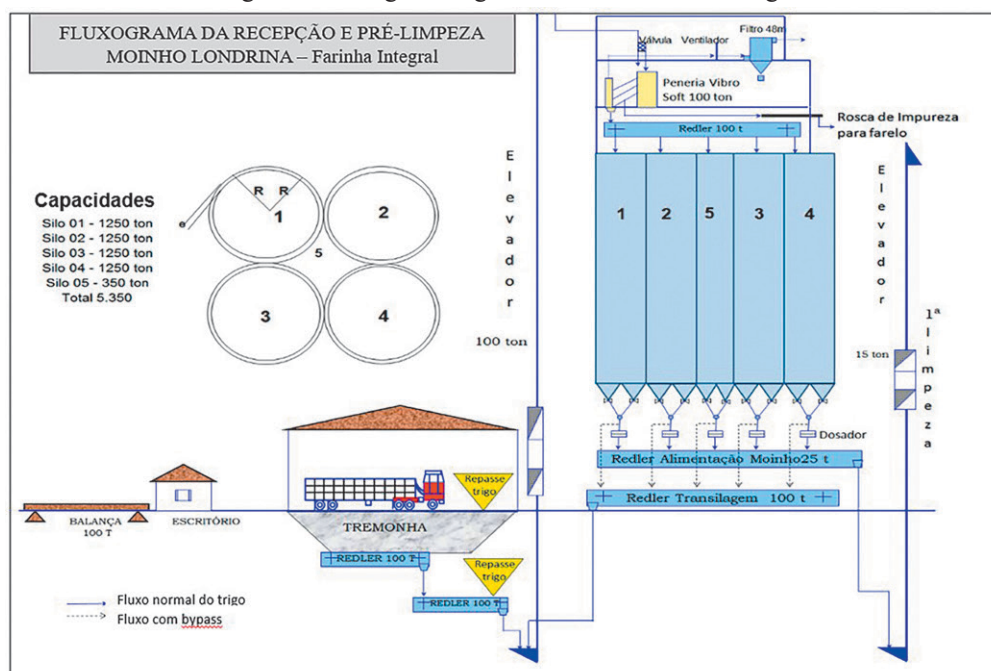 FLUXOGRAMA DA RECEPÇÃO E PRÉ-LIMPEZA
MOINHO LONDRINA – Farinha Integral
Válvula Ventilador
Filtro 48m
Peneria Vibro
Soft 100 ton
Rosca de Impureza
para farelo
Redler 100 t
Capacidades
Silo 01 - 1250 ton
Silo 02 - 1250 ton
Silo 03 - 1250 ton
Silo 04 - 1250 ton
Silo 05 - 350 ton
Total 5.350
e
R R
1
2
5
3
4
Elevador
100 ton
1 2 5 3 4
Elevador
15 ton
1ª limpeza
Dosador
Redler Alimentação Moinho25 t
Redler Transilagem 100 t
BALANÇA
100 T
ESCRITÓRIO
Repasse
trigo
TREMONHA
REDLER 100 T
Repasse
trigo
REDLER 100 T
Fluxo normal do trigo
Fluxo com bypass